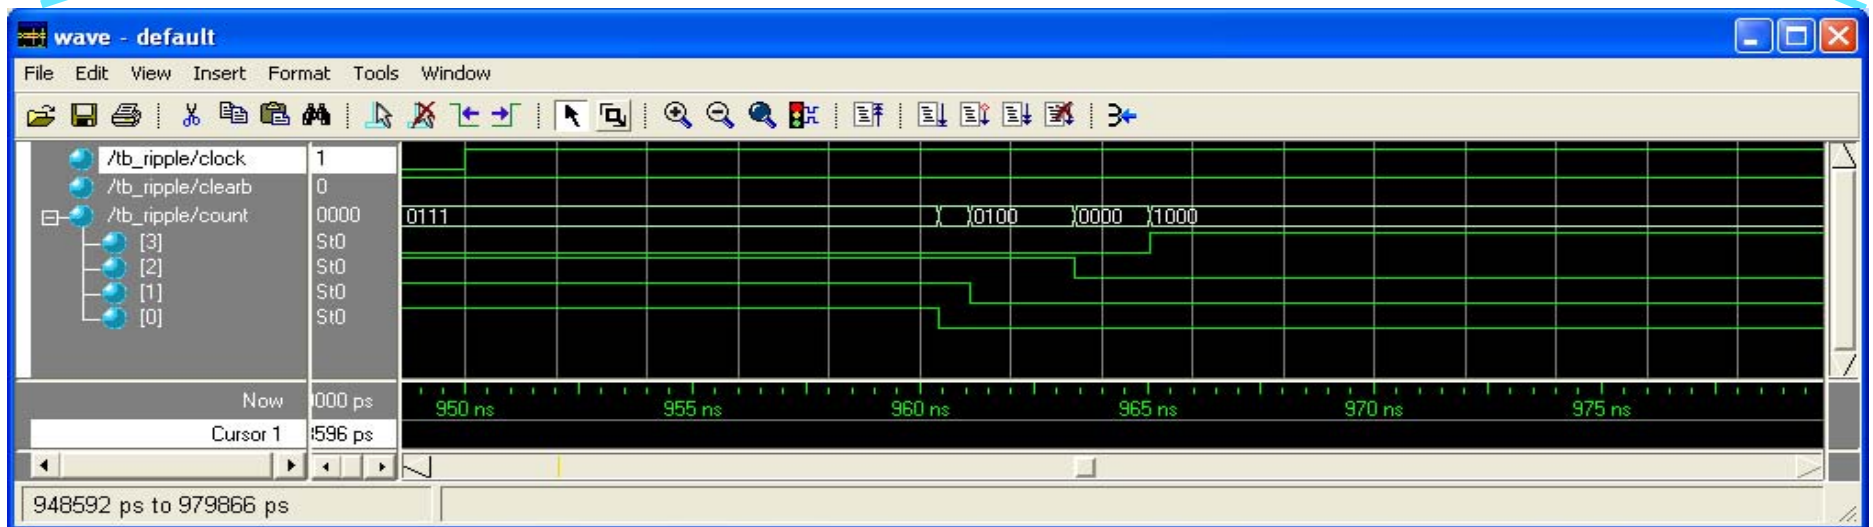 wave - default
File Edit View Insert Format Tools Window
/tb_ripple/clock 1
/tb_ripple/clearb 0
/tb_ripple/count 0000 0111 0100 0000 1000
[3] St0
[2] St0
[1] St0
[0] St0
Now 000 ps 950 ns 955 ns 960 ns 965 ns 970 ns 975 ns
Cursor 1 596 ps
948592 ps to 979866 ps